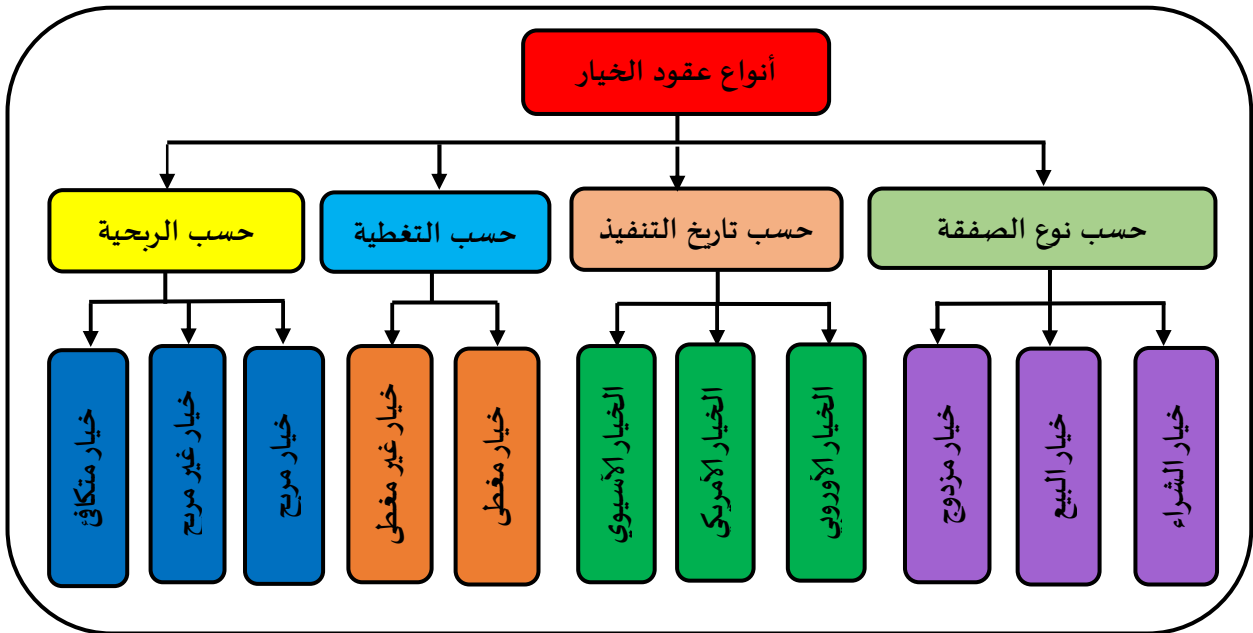 أنواع عقود الخيار
حسب نوع الصفقة
حسب تاريخ التنفيذ
حسب التغطية
حسب الربحية
خيار الشراء
خيار البيع
خيار مزدوج
الخيار الأوروبي
الخيار الأمريكي
الخيار الآسيوي
خيار مغطى
خيار غير مغطى
خيار مربح
خيار غير مربح
خيار متكافئ